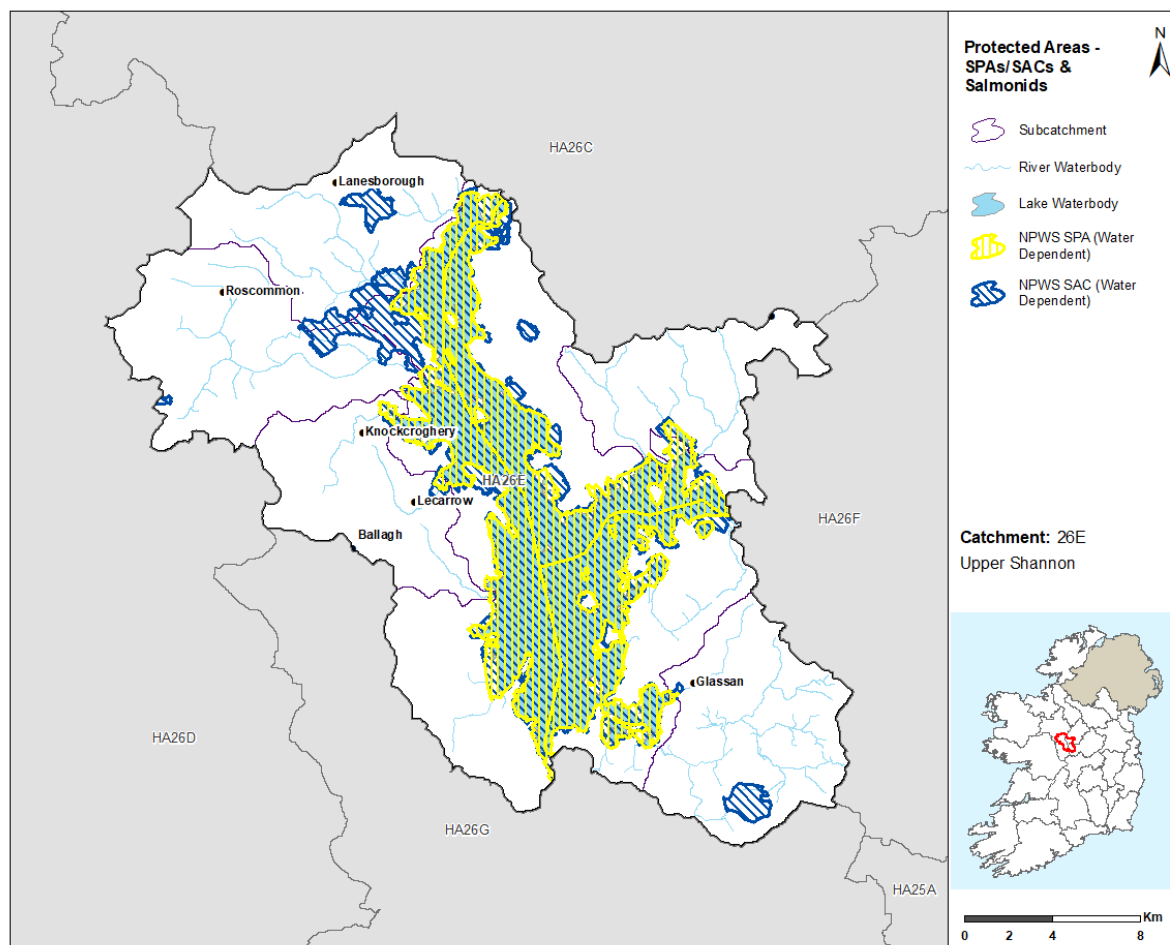 HA26C
Lanesborough
Roscommon
Knockcroghery
HA26E
Lecarrow
Ballagh
HA26F
Glassan
HA26D
HA26G
HA25A
Protected Areas -
SPAs/SACs &
Salmonids
N
Subcatchment
River Waterbody
Lake Waterbody
NPWS SPA (Water
Dependent)
NPWS SAC (Water
Dependent)
Catchment: 26E
Upper Shannon
Km
0 2 4 8